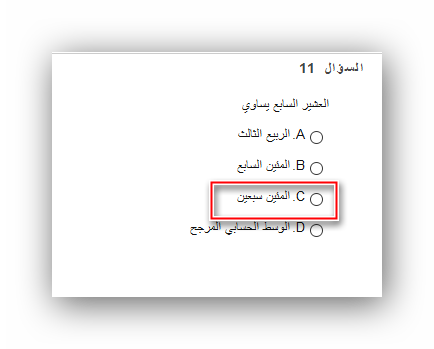 السؤال 11
العشير السابع يساوي
A. الربيع الثالث
B. المئين السابع
C. المئين سبعين
D. الوسط الحسابي المرجح